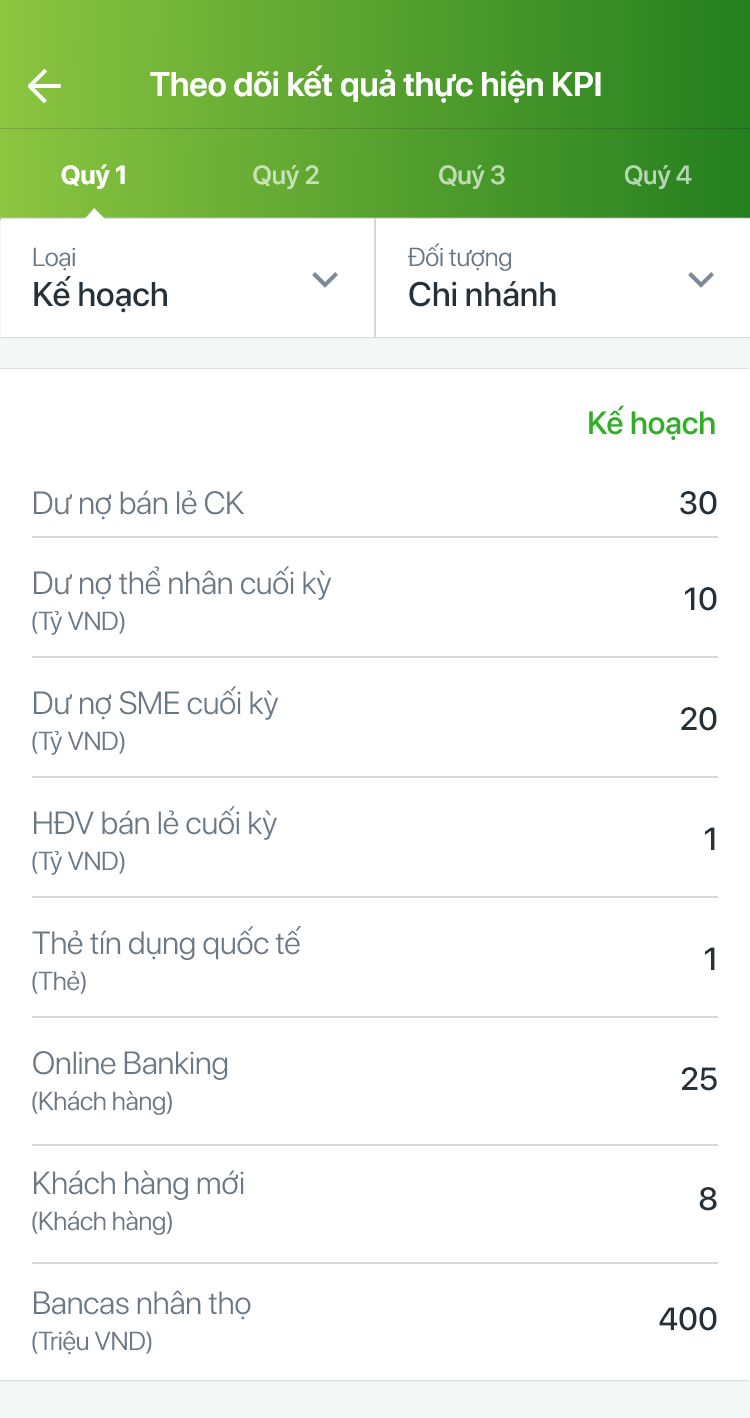 Theo dõi kết quả thực hiện KPI
Quý 1 Quý 2 Quý 3 Quý 4
Loại
Kế hoạch
Đối tượng
Chi nhánh
Kế hoạch
Dư nợ bán lẻ CK 30
Dư nợ thể nhân cuối kỳ
(Tỷ VND)
10
Dư nợ SME cuối kỳ
(Tỷ VND)
20
HĐV bán lẻ cuối kỳ
(Tỷ VND)
1
Thẻ tín dụng quốc tế
(Thẻ)
1
Online Banking
(Khách hàng)
25
Khách hàng mới
(Khách hàng)
8
Bancas nhân thọ
(Triệu VND)
400